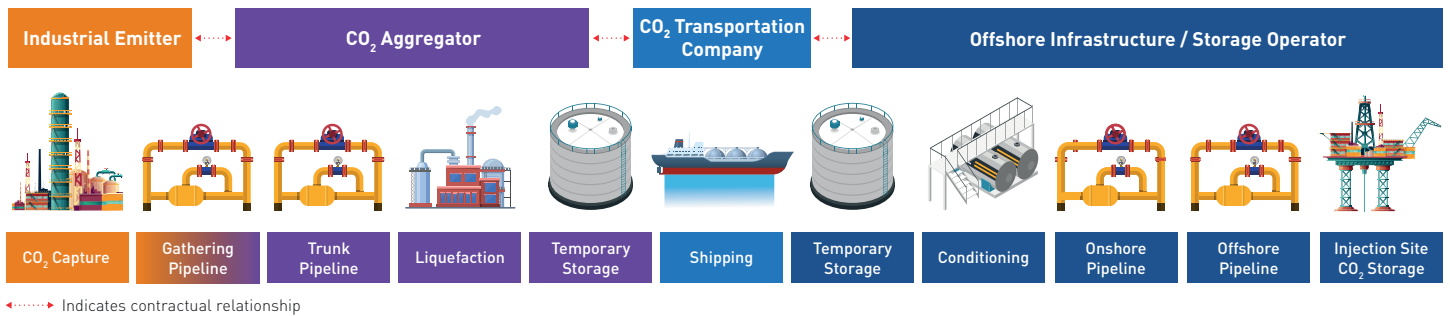 Industrial Emitter
CO₂ Aggregator
CO₂ Transportation
Company
Offshore Infrastructure / Storage Operator
CO₂ Capture
Gathering
Pipeline
Trunk
Pipeline
Liquefaction
Temporary
Storage
Shipping
Temporary
Storage
Conditioning
Onshore
Pipeline
Offshore
Pipeline
Injection Site
CO₂ Storage
Indicates contractual relationship